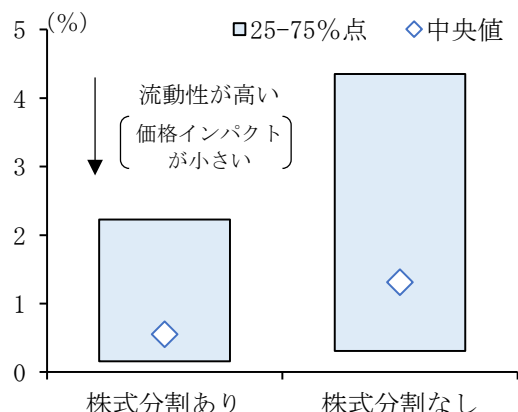 (%)
□25-75%点 ◇中央値
5
4
3
2
1
0
流動性が高い
価格インパクト
が小さい
株式分割あり 株式分割なし